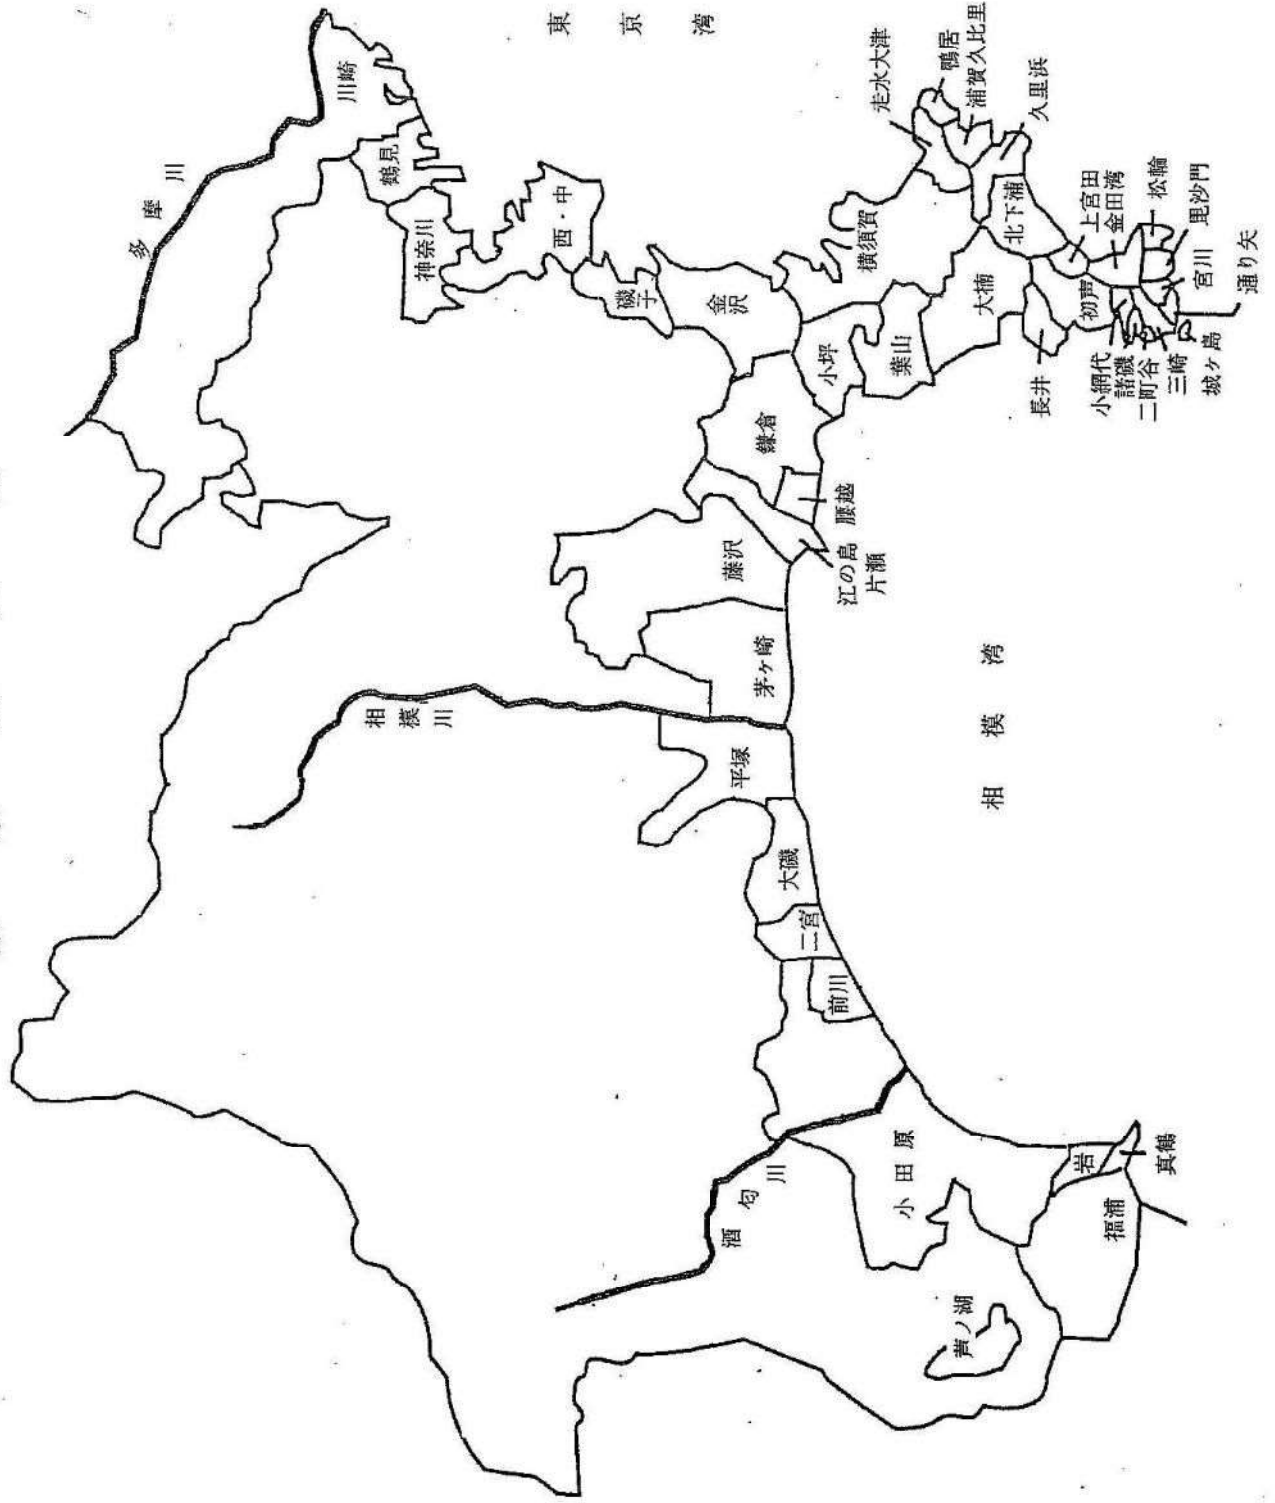 東京湾
多摩川
川崎
鶴見
神奈川
西・中
磯子
金沢
横須賀
走水大津
鴨居
浦賀久比里
久里浜
北下浦
上宮田
金田湾
松輪
毘沙門
宮川
通り矢
城ヶ島
三崎
二町谷
諸磯
小網代
初声
長井
大楠
葉山
小坪
鎌倉
腰越
江の島
片瀬
藤沢
茅ヶ崎
相模川
平塚
大磯
二宮
前川
相模湾
酒匂川
小田原
岩
真鶴
福浦
芦ノ湖